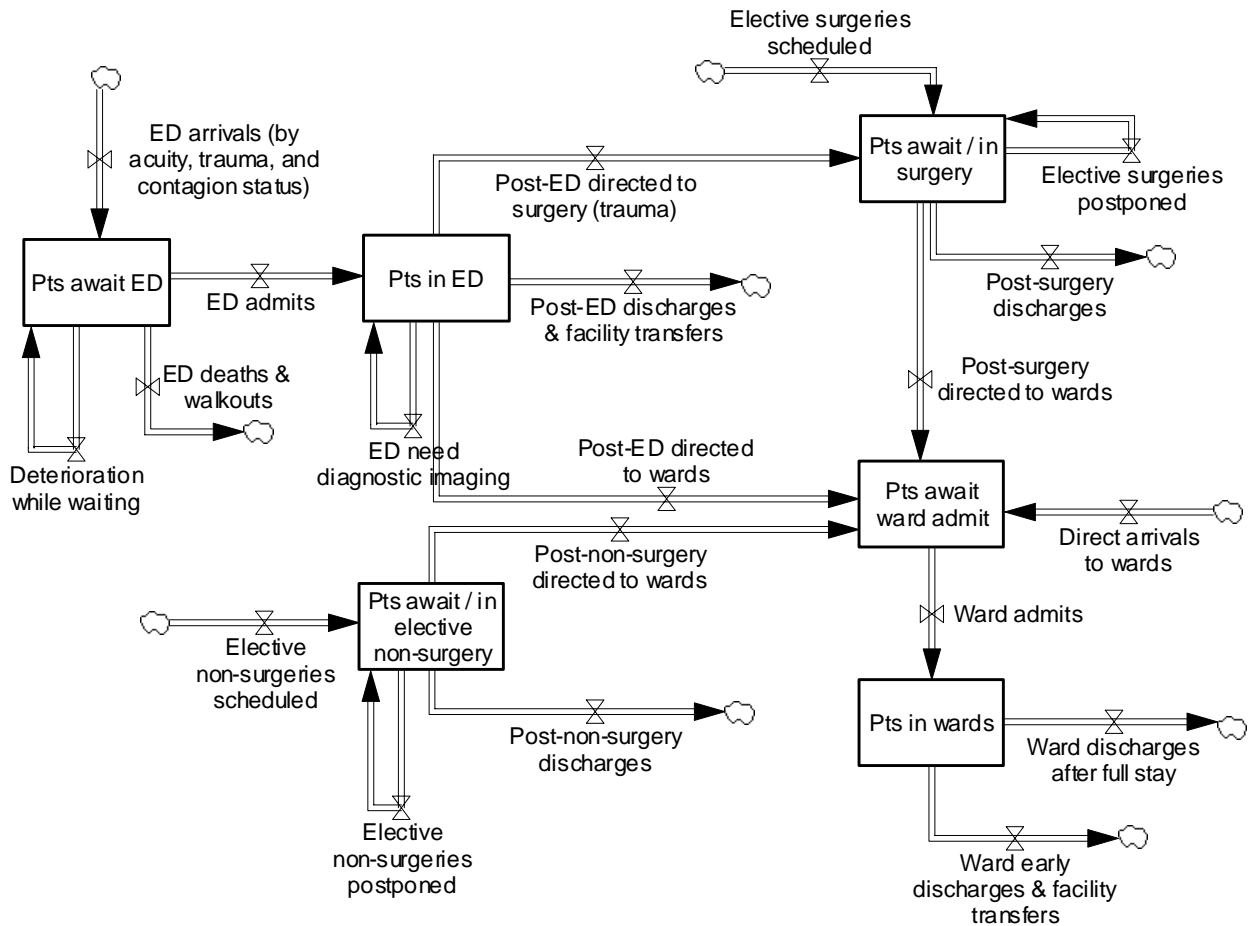 Elective surgeries
scheduled
ED arrivals (by
acuity, trauma, and
contagion status)
Pts await / in
surgery
Post-ED directed to
surgery (trauma)
Elective surgeries
postponed
Pts await ED
ED admits
Pts in ED
Post-ED discharges
& facility transfers
Post-surgery
discharges
ED deaths &
walkouts
Post-surgery
directed to wards
Deterioration
while waiting
ED need
diagnostic imaging
Post-ED directed
to wards
Pts await
ward admit
Direct arrivals
to wards
Post-non-surgery
directed to wards
Pts await / in
elective
non-surgery
Elective
non-surgeries
scheduled
Ward admits
Post-non-surgery
discharges
Pts in wards
Ward discharges
after full stay
Elective
non-surgeries
postponed
Ward early
discharges & facility
transfers